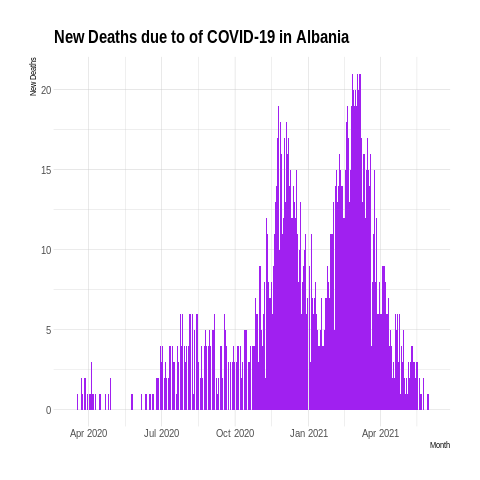 New Deaths due to of COVID-19 in Albania
New Deaths
20
15
10
5
0
Apr 2020 Jul 2020 Oct 2020 Jan 2021 Apr 2021
Month